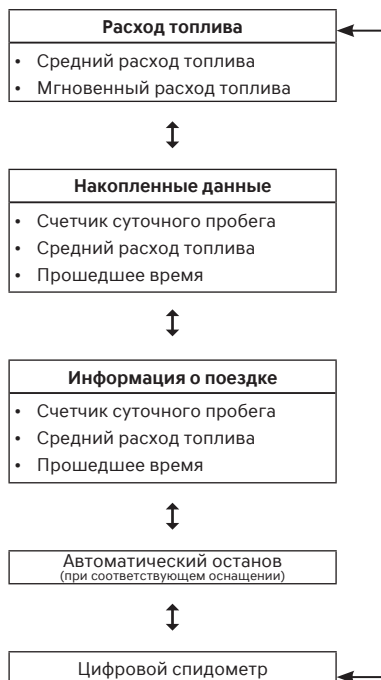 Расход топлива
• Средний расход топлива
• Мгновенный расход топлива
Накопленные данные
• Счетчик суточного пробега
• Средний расход топлива
• Прошедшее время
Информация о поездке
• Счетчик суточного пробега
• Средний расход топлива
• Прошедшее время
Автоматический останов
(при соответствующем оснащении)
Цифровой спидометр